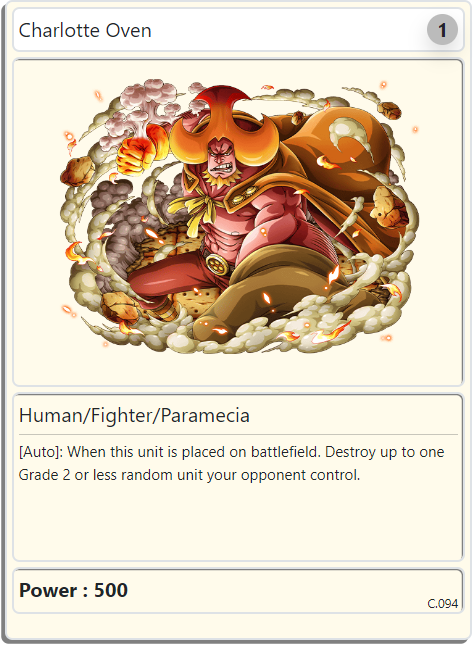 Charlotte Oven
1
Human/Fighter/Paramecia
[Auto]: When this unit is placed on battlefield. Destroy up to one
Grade 2 or less random unit your opponent control.
Power : 500
C.094